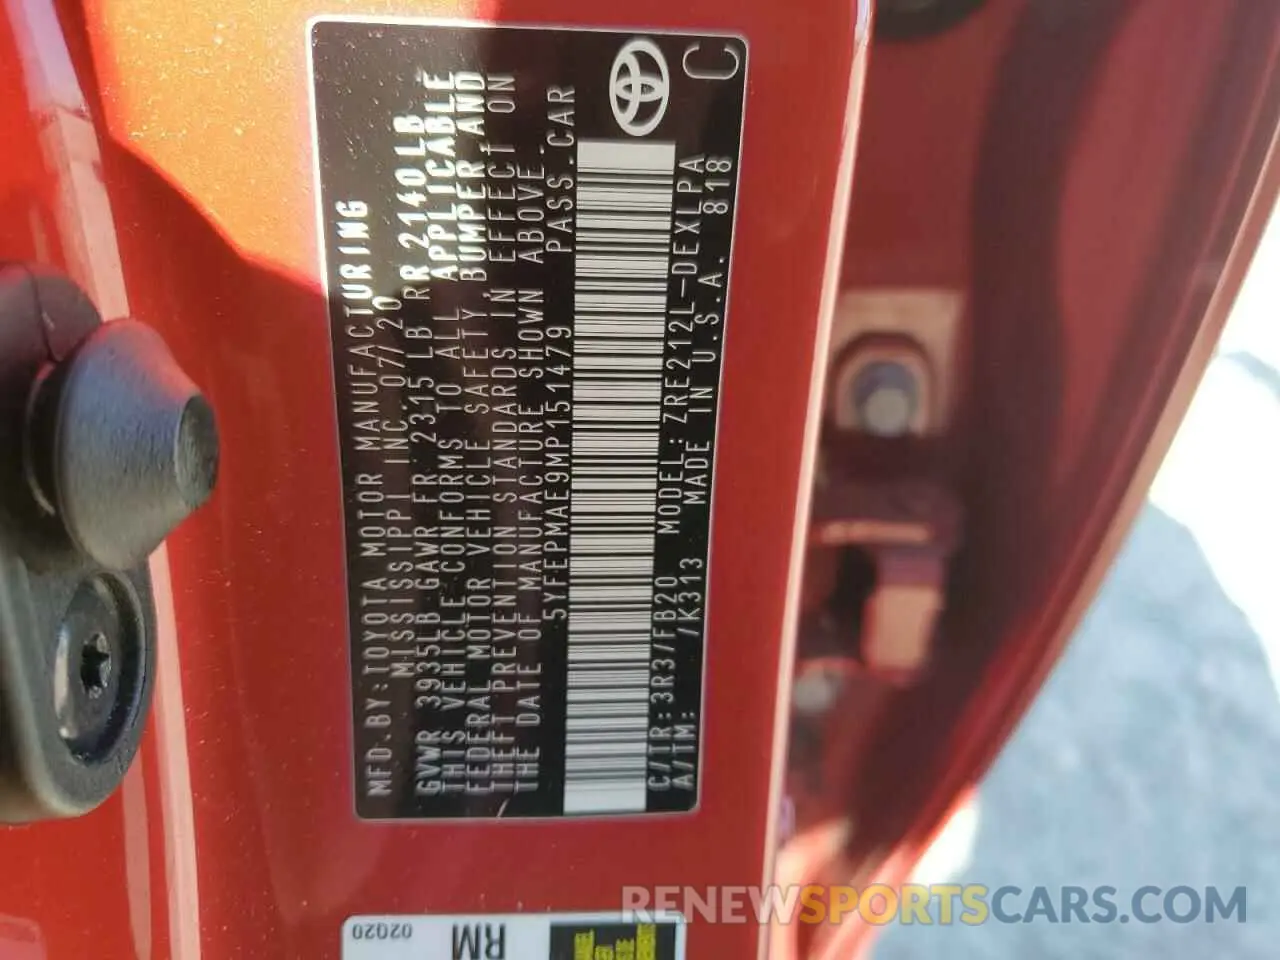 MFD.BY:TOYOTA MOTOR MANUFACTURING
MISSISSIPPI INC. 07/20
GVWR 3935LB GAWR FR 2315LB RR 2140LB
THIS VEHICLE CONFORMS TO ALL APPLICABLE
FEDERAL MOTOR VEHICLE SAFETY, BUMPER, AND
THEFT PREVENTION STANDARDS IN EFFECT ON
THE DATE OF MANUFACTURE SHOWN ABOVE.
5YFEPMAE9MP151479 PASS.CAR
C/TR:3R3/FB20 MODEL:ZRE212L-DEXLPA
A/TM: /K313 MADE IN U.S.A. 818
C
02Q20
RM
RENEWSPORTSCARS.COM